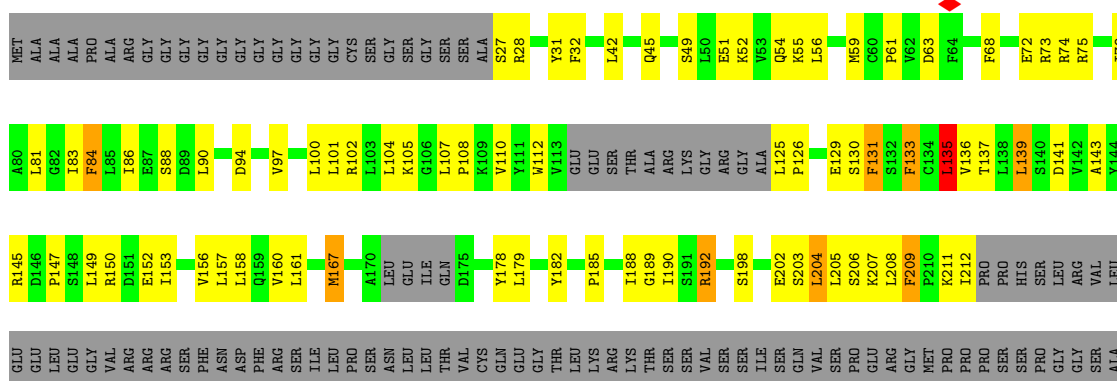 MET ALA ALA ALA PRO ALA ARG GLY GLY GLY GLY GLY GLY GLY GLY GLY GLY CYS SER GLY SER GLY SER SER ALA S27 R28 Y31 F32 L42 Q45 S49 L50 E51 K52 V53 Q54 K55 L56 M59 C60 P61 V62 D63 F64 F68 E72 R73 R74 R75
A80 L81 G82 I83 F84 L85 I86 E87 S88 D89 L90 D94 V97 L100 L101 R102 L103 L104 K105 G106 L107 P108 K109 V110 Y111 W112 V113 GLU GLU SER THR ALA ARG LYS GLY ARG GLY ALA L125 P126 E129 S130 F131 S132 F133 C134 L135 V136 T137 L138 L139 S140 D141 V142 A143 Y144
R145 D146 P147 S148 L149 R150 D151 E152 I153 V156 L157 L158 Q159 V160 L161 M167 A170 LEU GLU ILE GLN D175 Y178 L179 Y182 P185 I188 G189 I190 S191 R192 S198 E202 S203 L204 L205 S206 K207 L208 F209 P210 K211 I212 PRO PRO HIS SER LEU ARG VAL LEU
GLU GLU LEU GLU GLY VAL ARG ARG ARG SER PHE ASN ASP PHE ARG SER ILE LEU PRO SER ASN LEU LEU THR VAL CYS GLN GLU GLY THR LEU LYS ARG LYS THR SER SER VAL SER SER ILE SER GLN VAL SER PRO GLU ARG GLY MET PRO PRO PRO SER SER PRO GLY GLY SER ALA